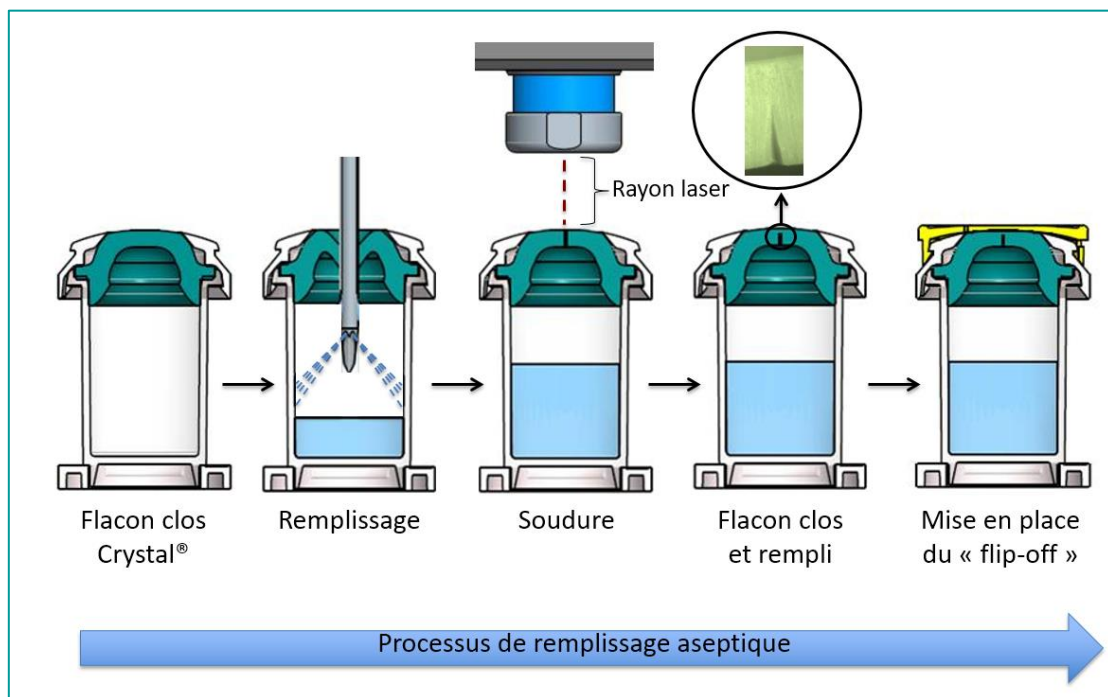 Rayon laser
Flacon clos
Crystal®
Remplissage
Soudure
Flacon clos
et rempli
Mise en place
du « flip-off »
Processus de remplissage aseptique